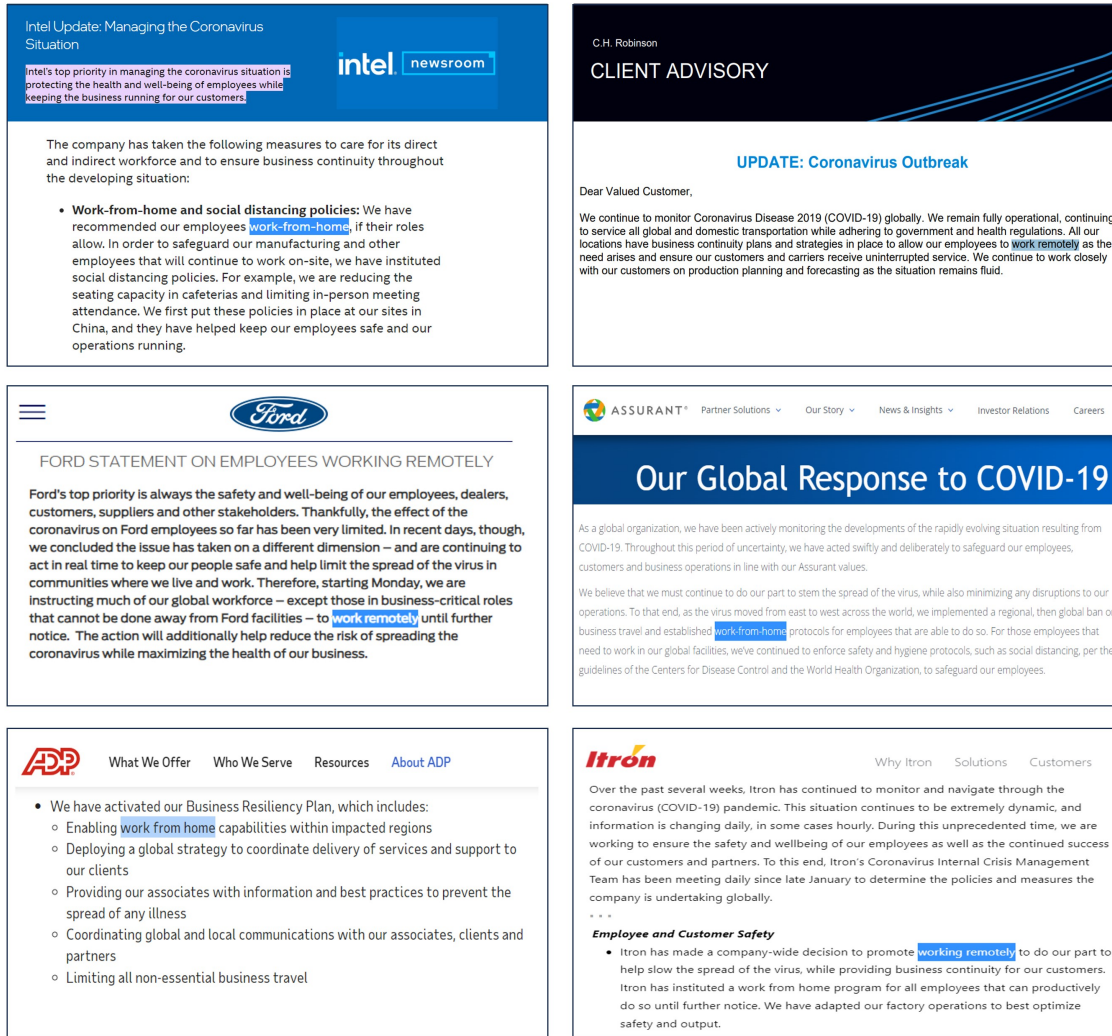 Intel Update: Managing the Coronavirus
Situation
Intel's top priority in managing the coronavirus situation is
protecting the health and well-being of employees while
keeping the business running for our customers.
intel. newsroom
The company has taken the following measures to care for its direct
and indirect workforce and to ensure business continuity throughout
the developing situation:
• Work-from-home and social distancing policies: We have
recommended our employees work-from-home, if their roles
allow. In order to safeguard our manufacturing and other
employees that will continue to work on-site, we have instituted
social distancing policies. For example, we are reducing the
seating capacity in cafeterias and limiting in-person meeting
attendance. We first put these policies in place at our sites in
China, and they have helped keep our employees safe and our
operations running.
C.H. Robinson
CLIENT ADVISORY
UPDATE: Coronavirus Outbreak
Dear Valued Customer,
We continue to monitor Coronavirus Disease 2019 (COVID-19) globally. We remain fully operational, continuing
to service all global and domestic transportation while adhering to government and health regulations. All our
locations have business continuity plans and strategies in place to allow our employees to work remotely as the
need arises and ensure our customers and carriers receive uninterrupted service. We continue to work closely
with our customers on production planning and forecasting as the situation remains fluid.
Ford
FORD STATEMENT ON EMPLOYEES WORKING REMOTELY
Ford's top priority is always the safety and well-being of our employees, dealers,
customers, suppliers and other stakeholders. Thankfully, the effect of the
coronavirus on Ford employees so far has been very limited. In recent days, though,
we concluded the issue has taken on a different dimension – and are continuing to
act in real time to keep our people safe and help limit the spread of the virus in
communities where we live and work. Therefore, starting Monday, we are
instructing much of our global workforce – except those in business-critical roles
that cannot be done away from Ford facilities – to work remotely until further
notice. The action will additionally help reduce the risk of spreading the
coronavirus while maximizing the health of our business.
ASSURANT® Partner Solutions Our Story News & Insights Investor Relations Careers
Our Global Response to COVID-19
As a global organization, we have been actively monitoring the developments of the rapidly evolving situation resulting from
COVID-19. Throughout this period of uncertainty, we have acted swiftly and deliberately to safeguard our employees,
customers and business operations in line with our Assurant values.
We believe that we must continue to do our part to stem the spread of the virus, while also minimizing any disruptions to our
operations. To that end, as the virus moved from east to west across the world, we implemented a regional, then global ban on
business travel and established work-from-home protocols for employees that are able to do so. For those employees that
need to work in our global facilities, we've continued to enforce safety and hygiene protocols, such as social distancing, per the
guidelines of the Centers for Disease Control and the World Health Organization, to safeguard our employees.
ADP What We Offer Who We Serve Resources About ADP
• We have activated our Business Resiliency Plan, which includes:
◦ Enabling work from home capabilities within impacted regions
◦ Deploying a global strategy to coordinate delivery of services and support to
our clients
◦ Providing our associates with information and best practices to prevent the
spread of any illness
◦ Coordinating global and local communications with our associates, clients and
partners
◦ Limiting all non-essential business travel
Itron Why Itron Solutions Customers
Over the past several weeks, Itron has continued to monitor and navigate through the
coronavirus (COVID-19) pandemic. This situation continues to be extremely dynamic, and
information is changing daily, in some cases hourly. During this unprecedented time, we are
working to ensure the safety and wellbeing of our employees as well as the continued success
of our customers and partners. To this end, Itron's Coronavirus Internal Crisis Management
Team has been meeting daily since late January to determine the policies and measures the
company is undertaking globally.
...
Employee and Customer Safety
• Itron has made a company-wide decision to promote working remotely to do our part to
help slow the spread of the virus, while providing business continuity for our customers.
Itron has instituted a work from home program for all employees that can productively
do so until further notice. We have adapted our factory operations to best optimize
safety and output.